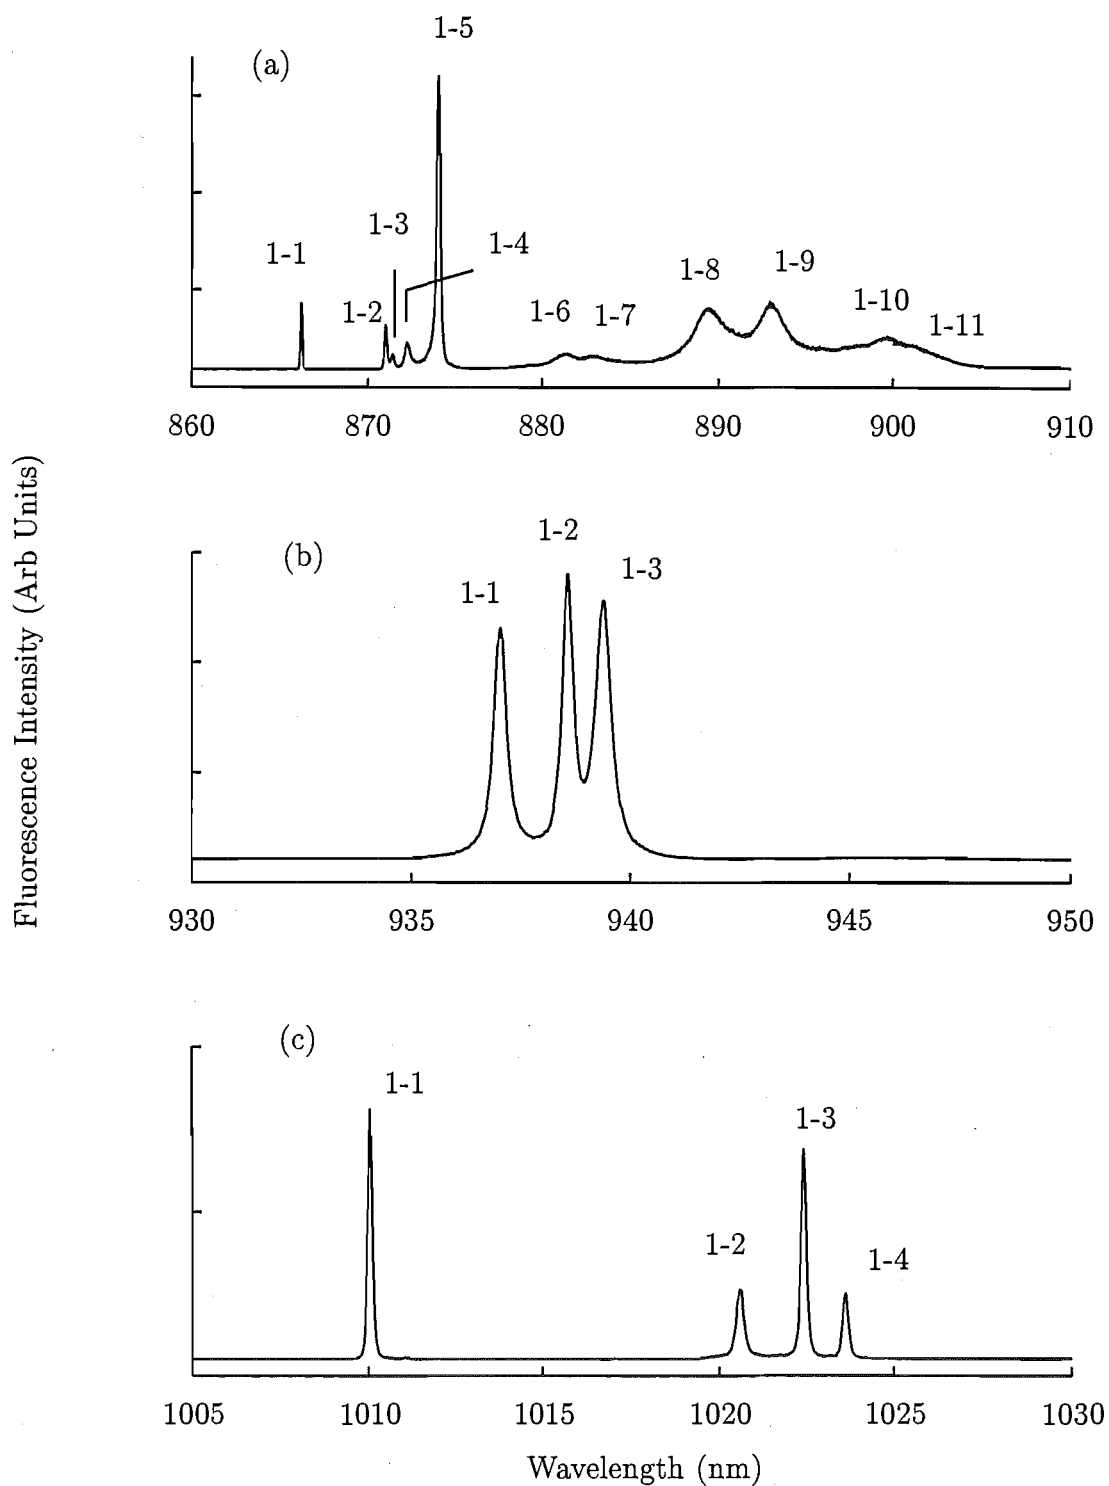 1-5
(a)
1-3
1-1
1-4
1-2
1-6
1-7
1-8
1-9
1-10
1-11
860 870 880 890 900 910
Fluorescence Intensity (Arb Units)
(b)
1-2
1-1
1-3
930 935 940 945 950
(c)
1-1
1-3
1-2
1-4
1005 1010 1015 1020 1025 1030
Wavelength (nm)